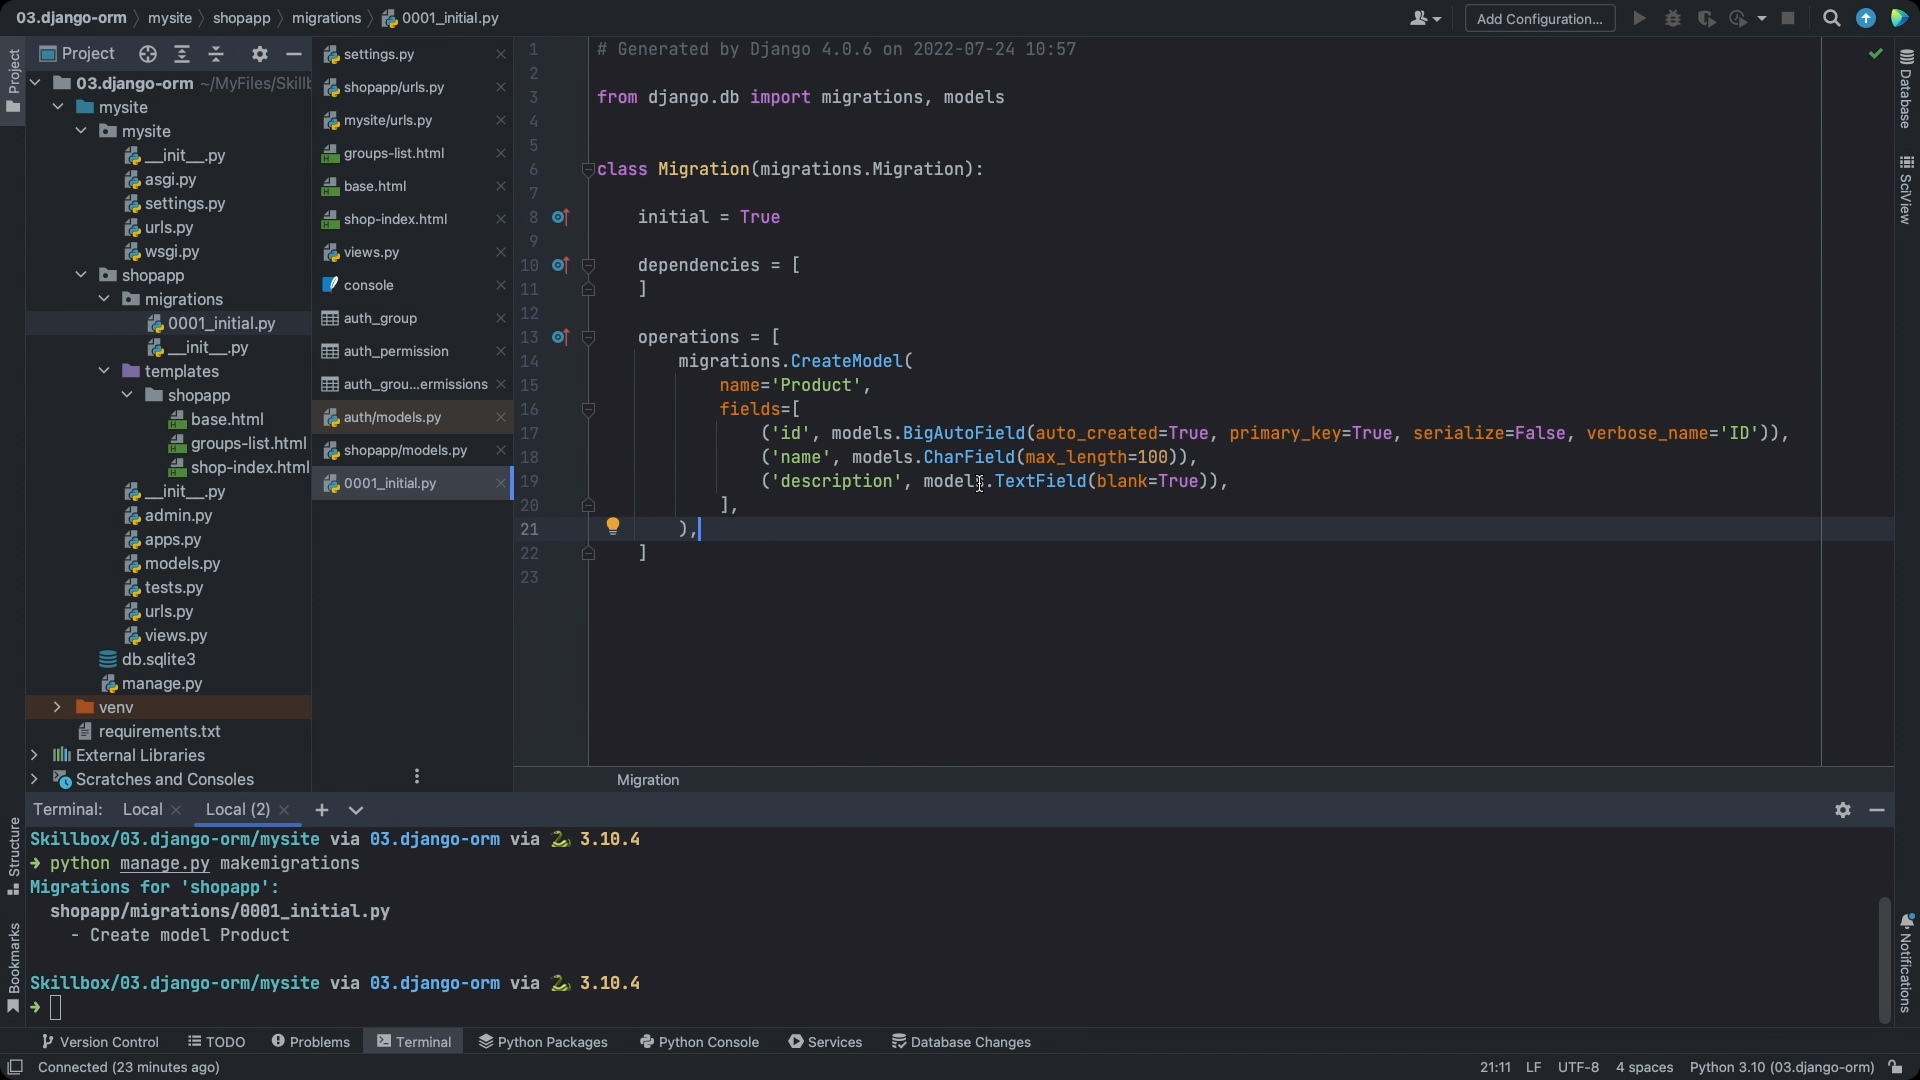 03.django-orm mysite shopapp migrations 0001_initial.py
Add Configuration...
Project
03.django-orm ~/MyFiles/Skillb
mysite
mysite
__init__.py
asgi.py
settings.py
urls.py
wsgi.py
shopapp
migrations
0001_initial.py
__init__.py
templates
shopapp
base.html
groups-list.html
shop-index.html
__init__.py
admin.py
apps.py
models.py
tests.py
urls.py
views.py
db.sqlite3
manage.py
venv
requirements.txt
External Libraries
Scratches and Consoles
settings.py
shopapp/urls.py
mysite/urls.py
groups-list.html
base.html
shop-index.html
views.py
console
auth_group
auth_permission
auth_grou...ermissions
auth/models.py
shopapp/models.py
0001_initial.py
1 # Generated by Django 4.0.6 on 2022-07-24 10:57
2
3 from django.db import migrations, models
4
5
6 class Migration(migrations.Migration):
7
8 initial = True
9
10 dependencies = [
11 ]
12
13 operations = [
14 migrations.CreateModel(
15 name='Product',
16 fields=[
17 ('id', models.BigAutoField(auto_created=True, primary_key=True, serialize=False, verbose_name='ID')),
18 ('name', models.CharField(max_length=100)),
19 ('description', models.TextField(blank=True)),
20 ],
21 ),
22 ]
23
Migration
Project
Structure
Bookmarks
Database
SciView
Notifications
Terminal: Local Local (2)
Skillbox/03.django-orm/mysite via 03.django-orm via 3.10.4
python manage.py makemigrations
Migrations for 'shopapp':
shopapp/migrations/0001_initial.py
- Create model Product
Skillbox/03.django-orm/mysite via 03.django-orm via 3.10.4
Version Control TODO Problems Terminal Python Packages Python Console Services Database Changes
Connected (23 minutes ago) 21:11 LF UTF-8 4 spaces Python 3.10 (03.django-orm)